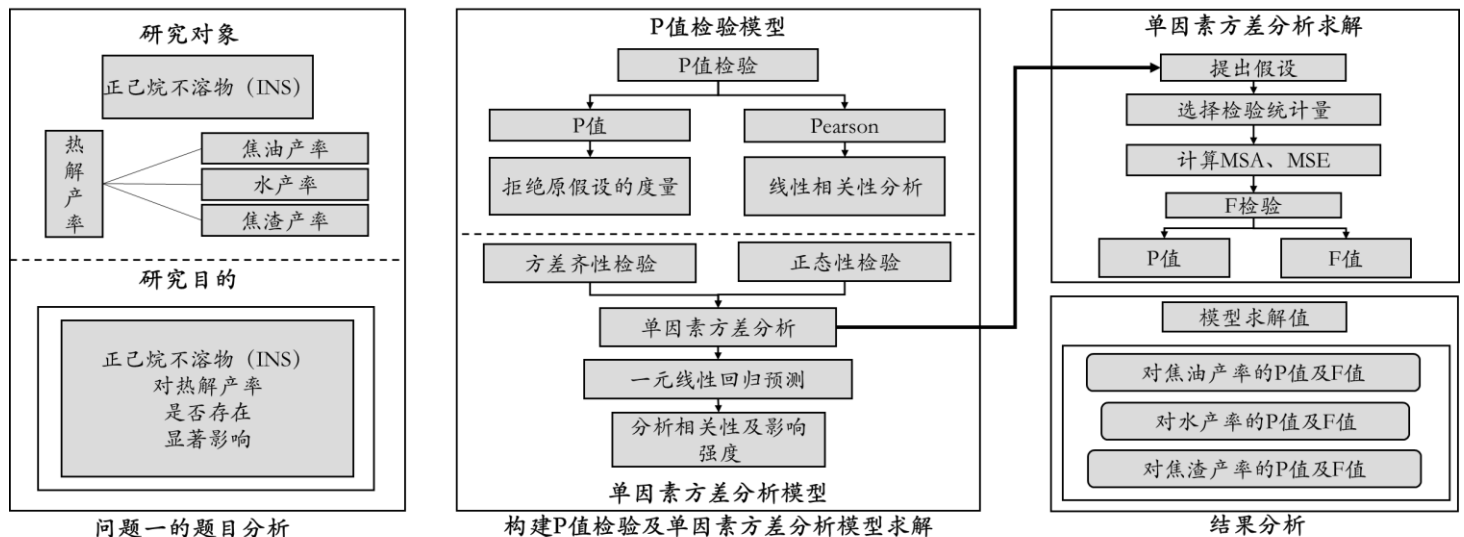 研究对象
正己烷不溶物（INS）
热
解
产
率
焦油产率
水产率
焦渣产率
研究目的
正己烷不溶物（INS）
对热解产率
是否存在
显著影响
问题一的题目分析
P值检验模型
P值检验
P值
Pearson
拒绝原假设的度量
线性相关性分析
方差齐性检验
正态性检验
单因素方差分析
一元线性回归预测
分析相关性及影响
强度
单因素方差分析模型
构建P值检验及单因素方差分析模型求解
单因素方差分析求解
提出假设
选择检验统计量
计算MSA、MSE
F检验
P值
F值
模型求解值
对焦油产率的P值及F值
对水产率的P值及F值
对焦渣产率的P值及F值
结果分析